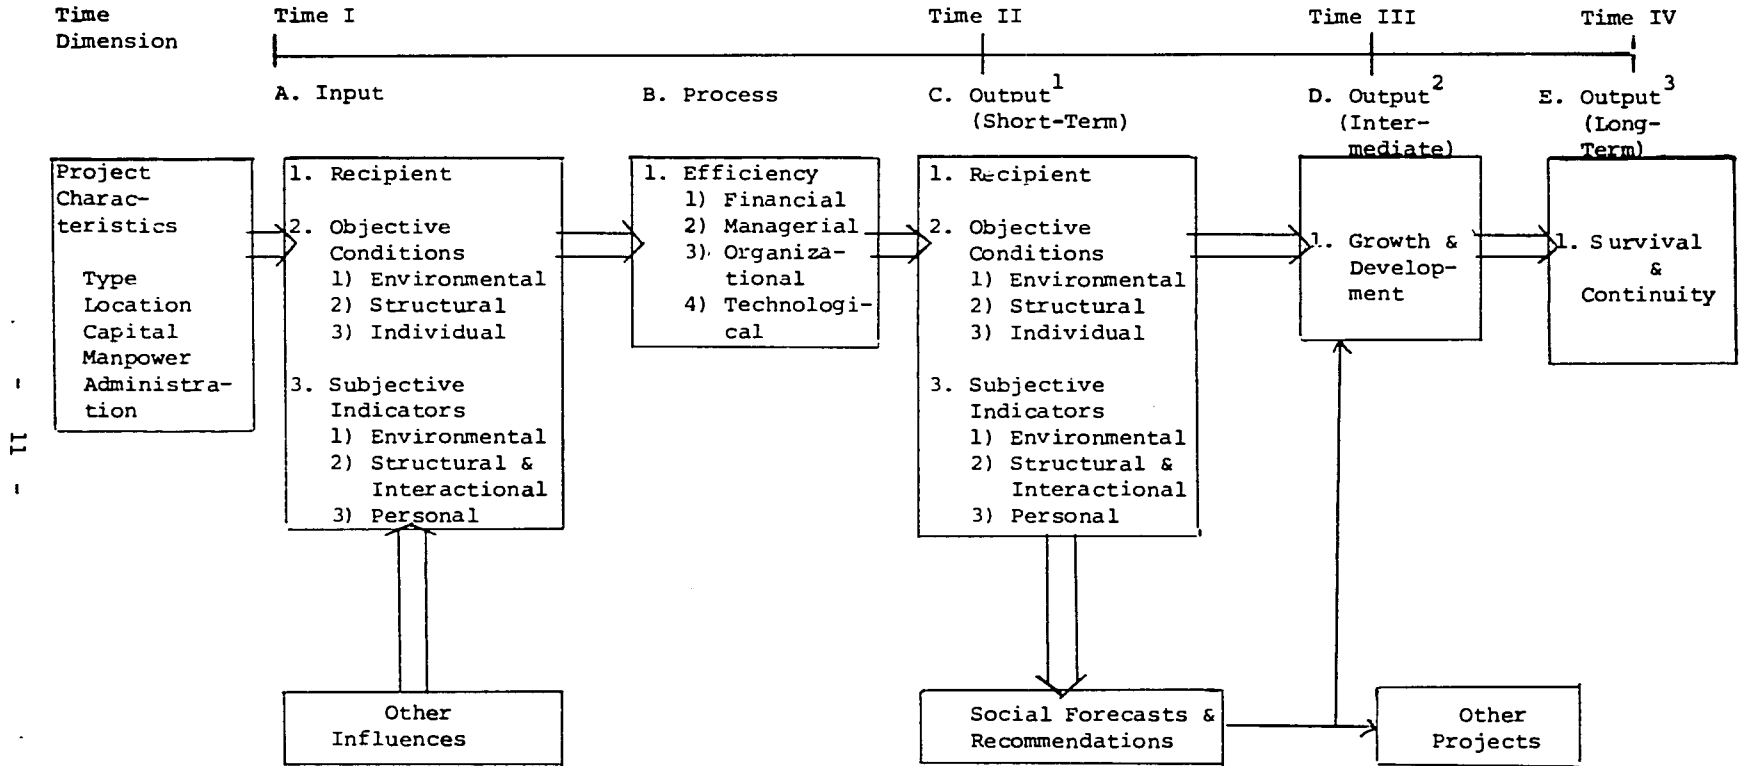 Time
Dimension
Time I
Time II
Time III
Time IV
A. Input
B. Process
C. Output1
(Short-Term)
D. Output2
(Inter-
mediate)
E. Output3
(Long-
Term)
Project
Charac-
teristics
Type
Location
Capital
Manpower
Administra-
tion
1. Recipient
2. Objective
Conditions
1) Environmental
2) Structural
3) Individual
3. Subjective
Indicators
1) Environmental
2) Structural &
Interactional
3) Personal
1. Efficiency
1) Financial
2) Managerial
3) Organiza-
tional
4) Technologi-
cal
1. Recipient
2. Objective
Conditions
1) Environmental
2) Structural
3) Individual
3. Subjective
Indicators
1) Environmental
2) Structural &
Interactional
3) Personal
1. Growth &
Develop-
ment
1. Survival
&
Continuity
Other
Influences
Social Forecasts &
Recommendations
Other
Projects
- 11 -